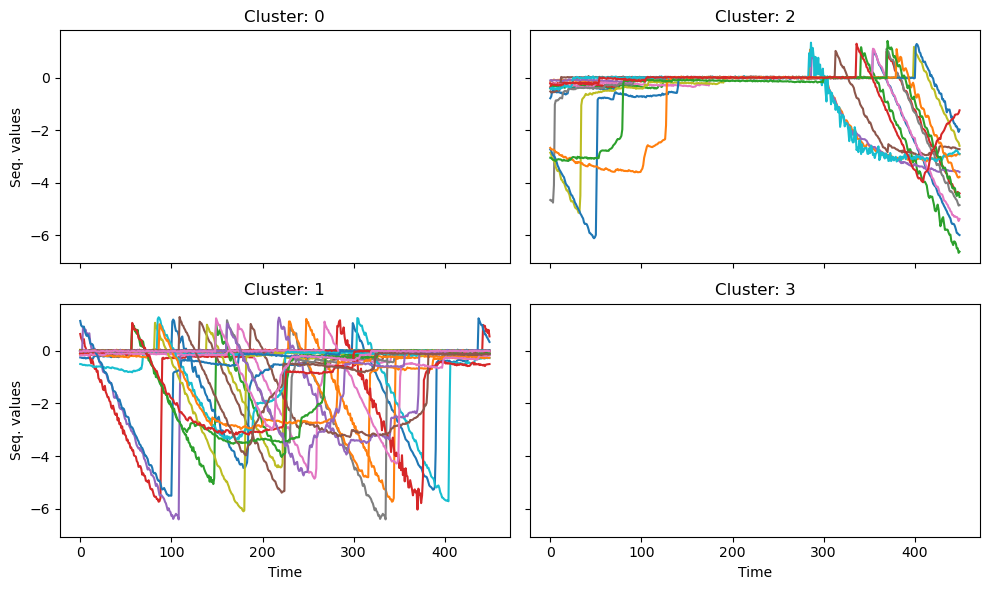 Cluster: 0
Cluster: 2
Seq. values
0
−2
−4
−6
Cluster: 1
Cluster: 3
Seq. values
0
−2
−4
−6
0
100
200
300
400
0
100
200
300
400
Time
Time